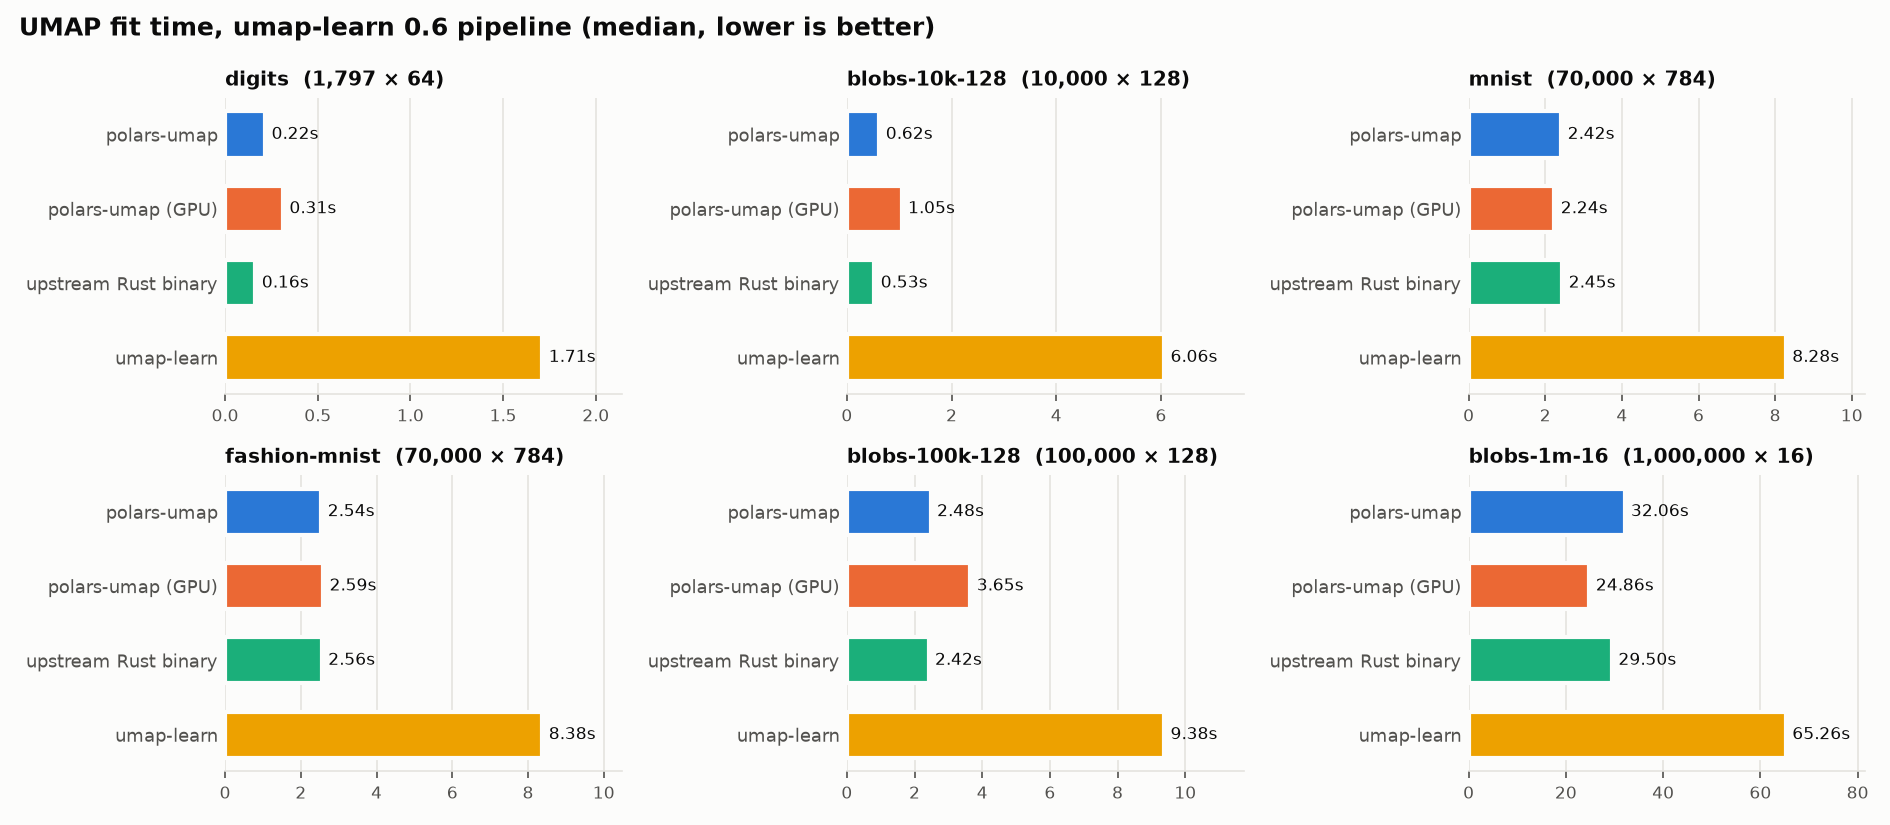 UMAP fit time, umap-learn 0.6 pipeline (median, lower is better)
digits (1,797 × 64)
polars-umap 0.22s
polars-umap (GPU) 0.31s
upstream Rust binary 0.16s
umap-learn 1.71s
0.0 0.5 1.0 1.5 2.0
blobs-10k-128 (10,000 × 128)
polars-umap 0.62s
polars-umap (GPU) 1.05s
upstream Rust binary 0.53s
umap-learn 6.06s
0 2 4 6
mnist (70,000 × 784)
polars-umap 2.42s
polars-umap (GPU) 2.24s
upstream Rust binary 2.45s
umap-learn 8.28s
0 2 4 6 8 10
fashion-mnist (70,000 × 784)
polars-umap 2.54s
polars-umap (GPU) 2.59s
upstream Rust binary 2.56s
umap-learn 8.38s
0 2 4 6 8 10
blobs-100k-128 (100,000 × 128)
polars-umap 2.48s
polars-umap (GPU) 3.65s
upstream Rust binary 2.42s
umap-learn 9.38s
0 2 4 6 8 10
blobs-1m-16 (1,000,000 × 16)
polars-umap 32.06s
polars-umap (GPU) 24.86s
upstream Rust binary 29.50s
umap-learn 65.26s
0 20 40 60 80